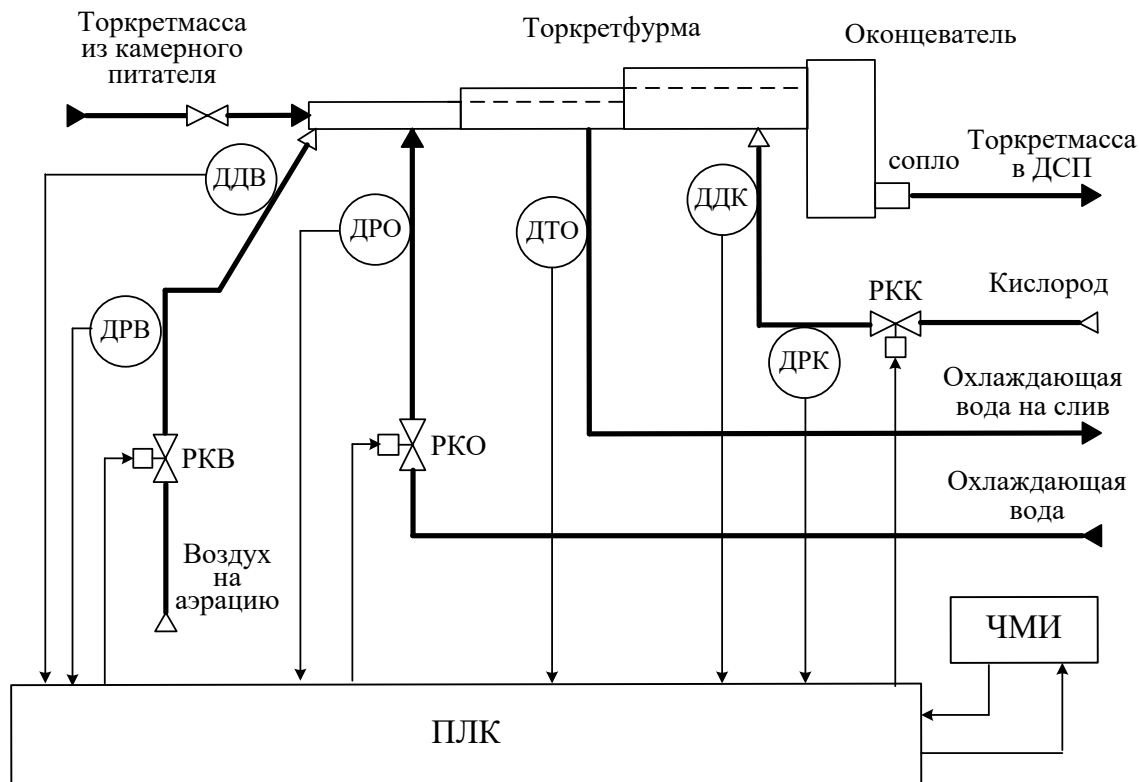 Торкретмасса
из камерного
питателя
Торкретфурма
Оконцеватель
сопло
Торкретмасса
в ДСП
ДДВ
ДРО
ДТО
ДДК
РКК
Кислород
ДРВ
ДРК
Охлаждающая
вода на слив
РКВ
РКО
Охлаждающая
вода
Воздух
на
аэрацию
ЧМИ
ПЛК